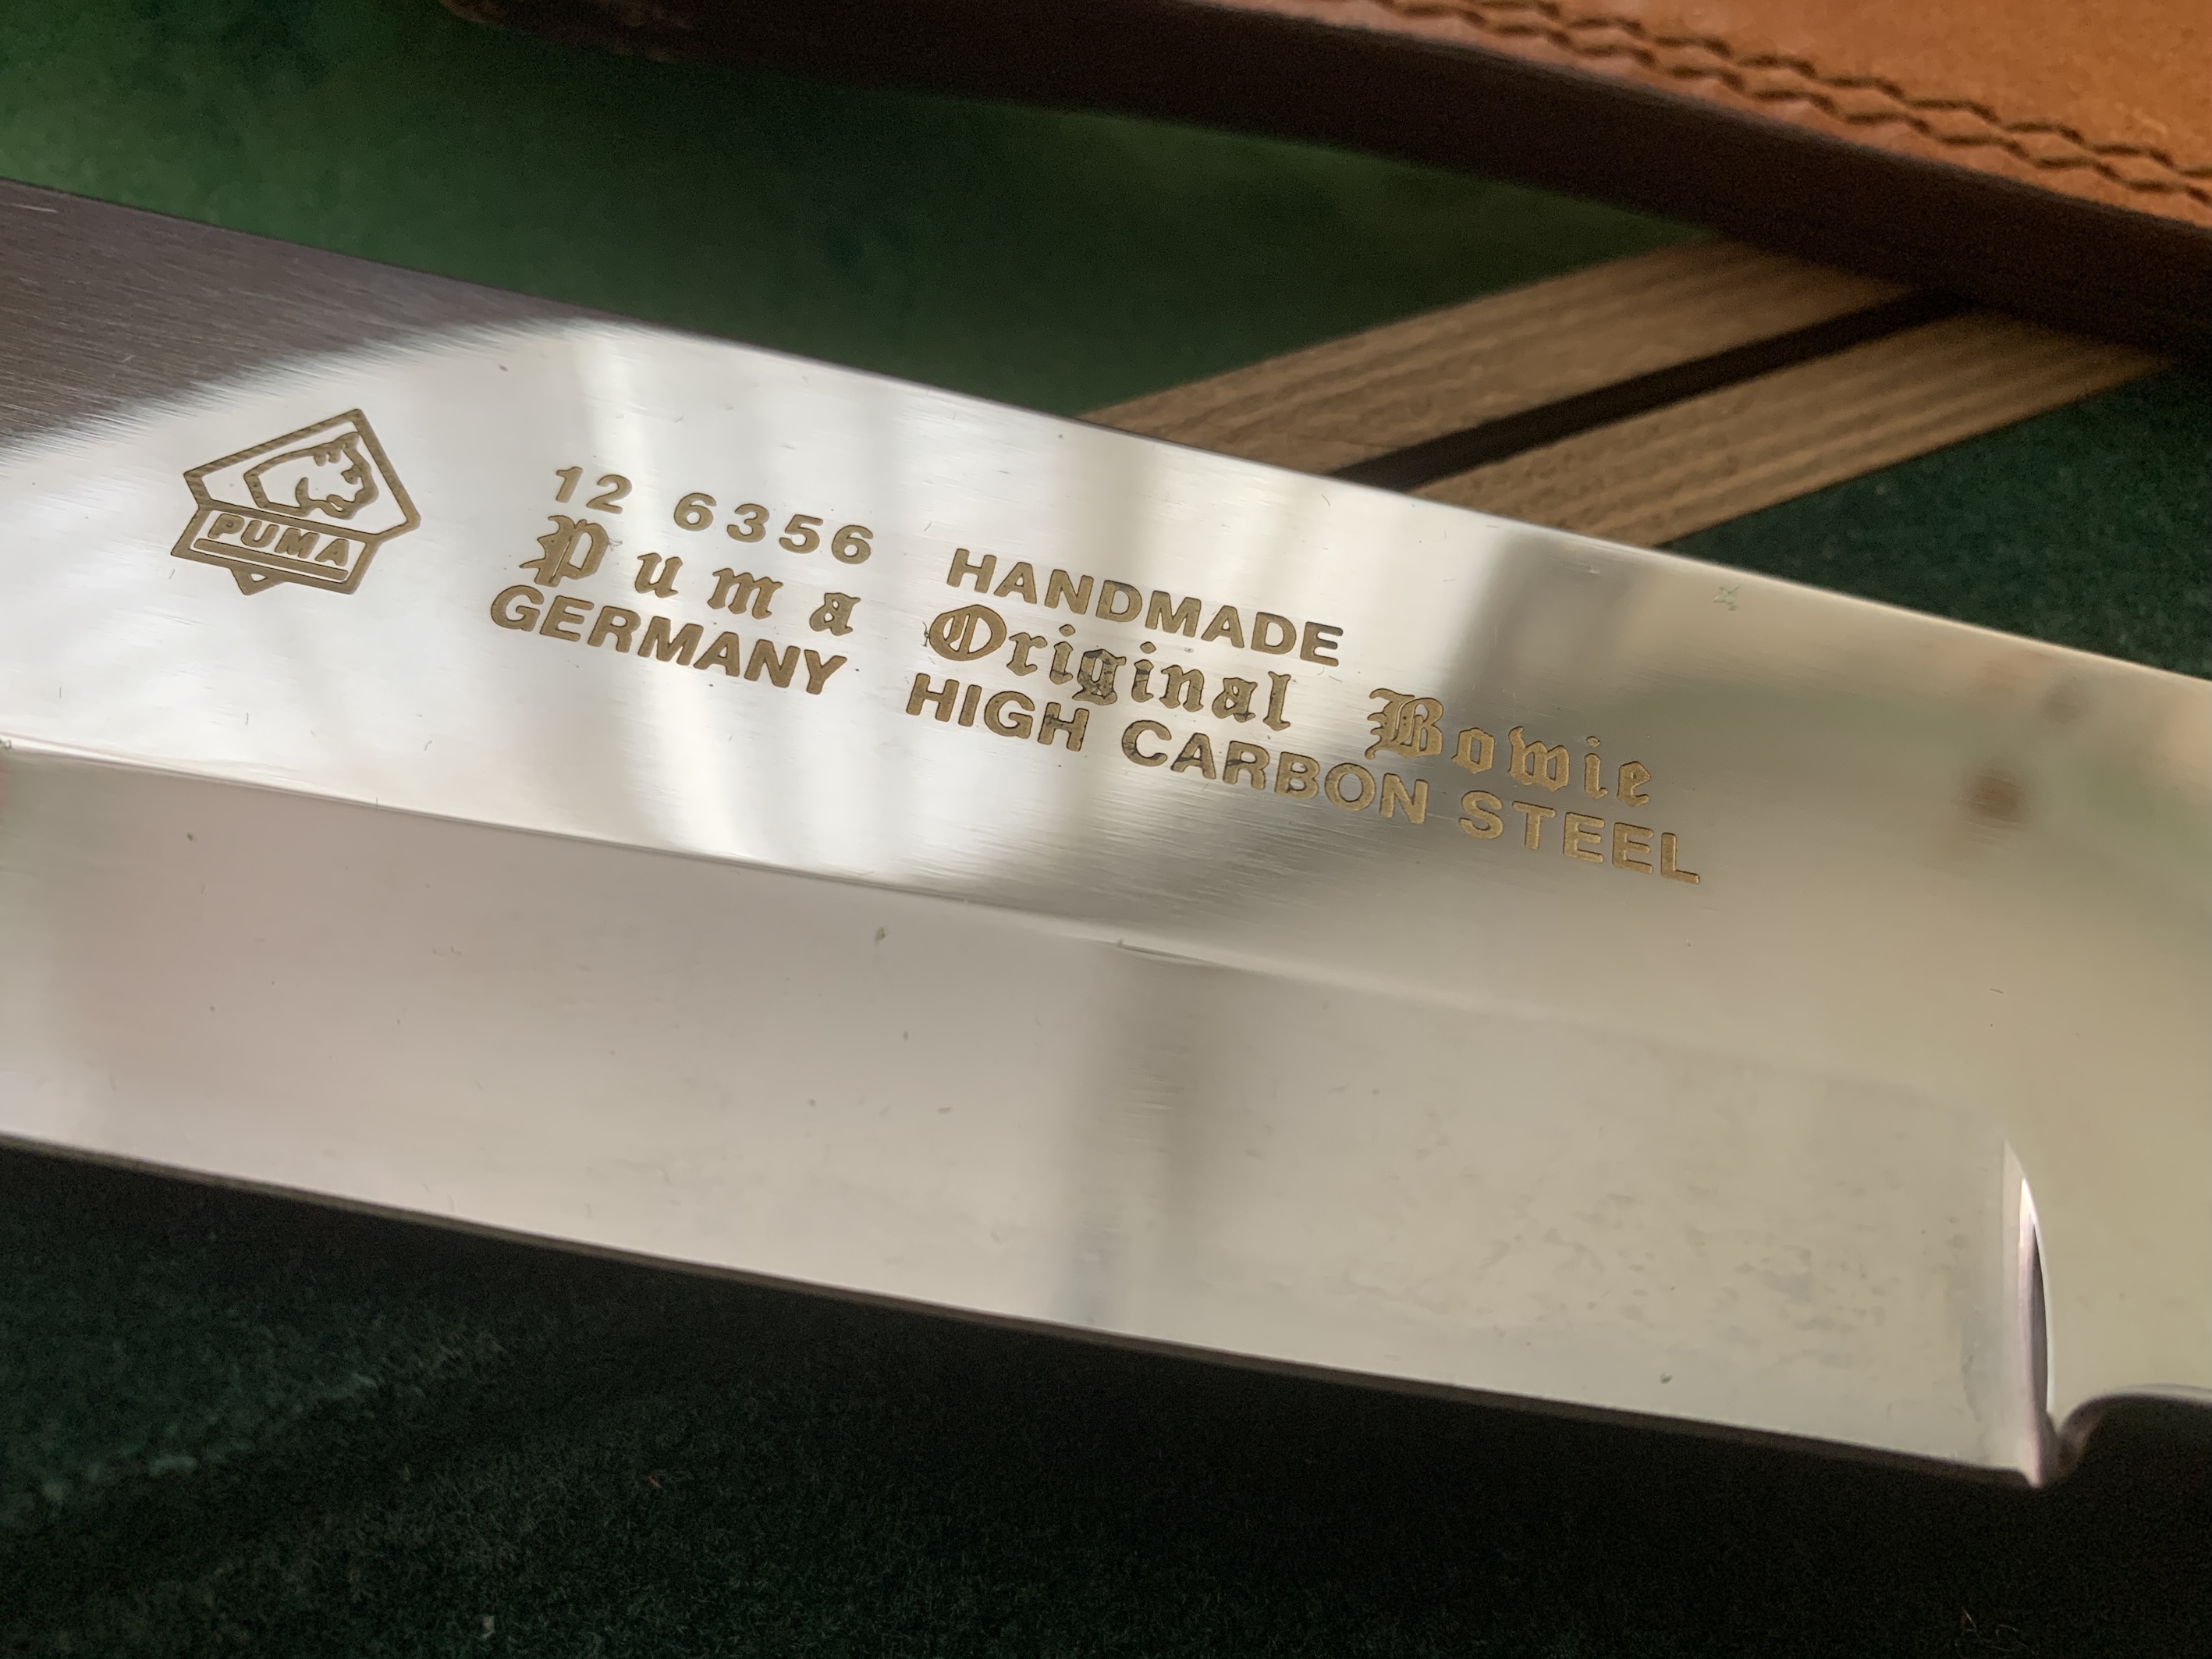 PUMA
12 6356 HANDMADE
Puma Original Bowie
GERMANY HIGH CARBON STEEL